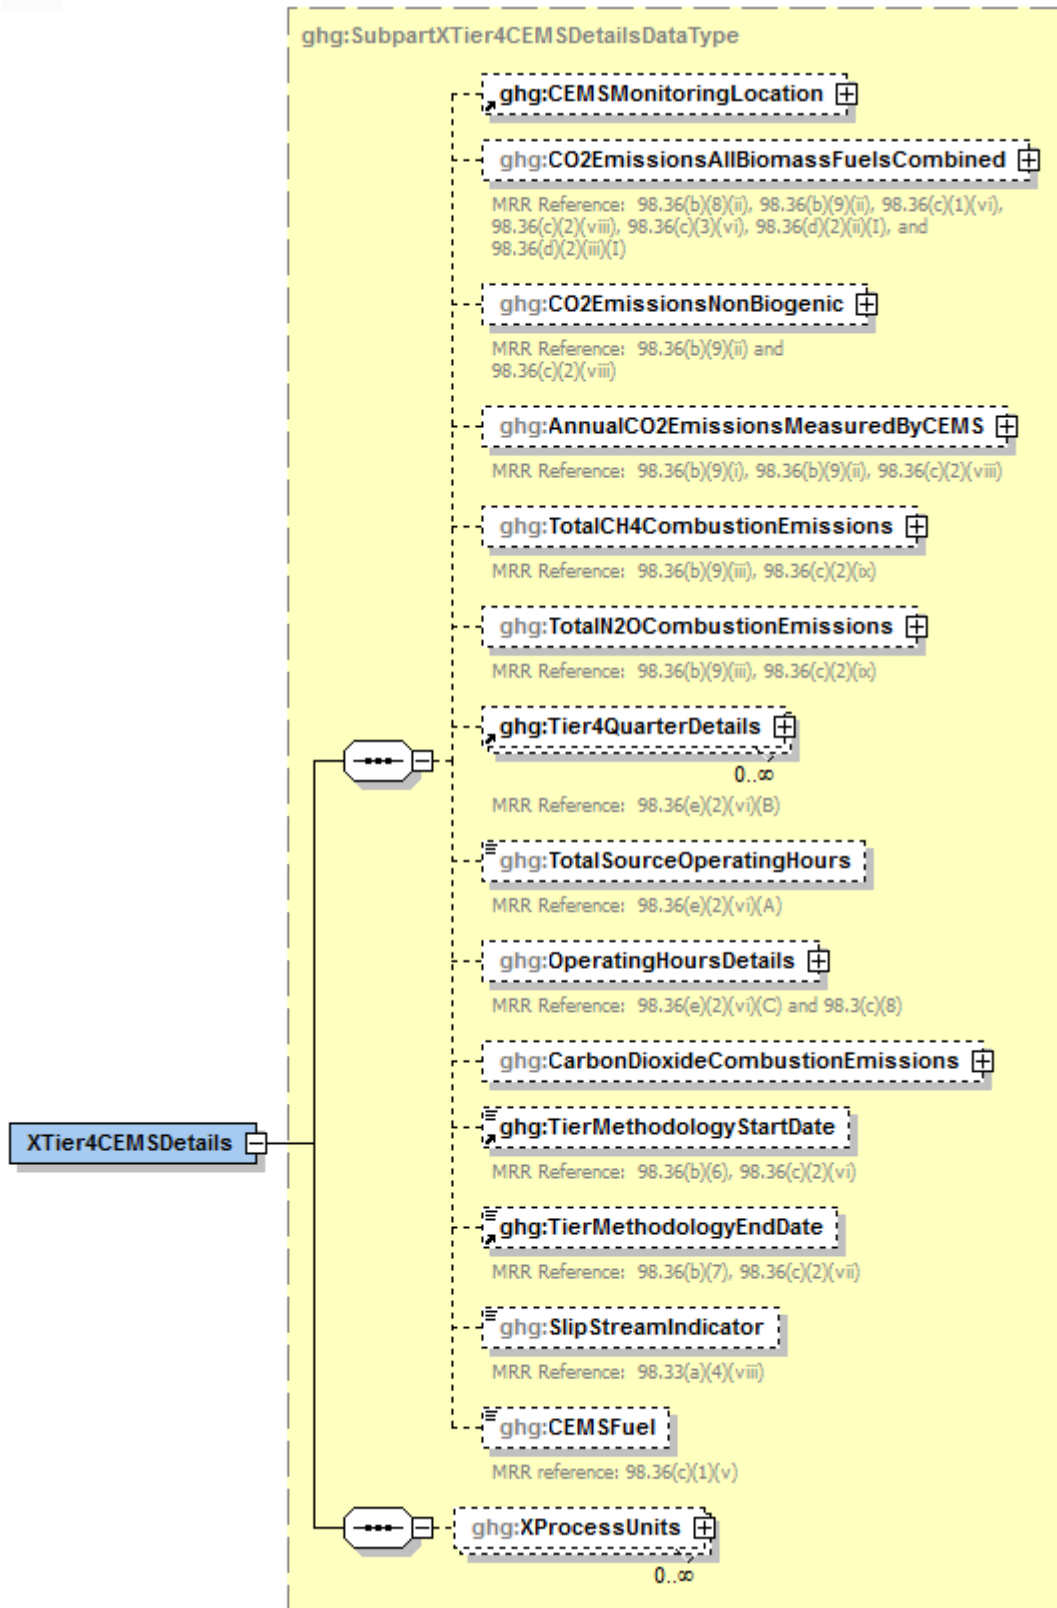 ghg:SubpartXTier4CEMSDetailsDataType
ghg:CEMSMonitoringLocation
ghg:CO2EmissionsAllBiomassFuelsCombined
MRR Reference: 98.36(b)(8)(ii), 98.36(b)(9)(ii), 98.36(c)(1)(vi),
98.36(c)(2)(viii), 98.36(c)(3)(vi), 98.36(d)(2)(ii)(I), and
98.36(d)(2)(iii)(I)
ghg:CO2EmissionsNonBiogenic
MRR Reference: 98.36(b)(9)(ii) and
98.36(c)(2)(viii)
ghg:AnnualCO2EmissionsMeasuredByCEMS
MRR Reference: 98.36(b)(9)(i), 98.36(b)(9)(ii), 98.36(c)(2)(viii)
ghg:TotalCH4CombustionEmissions
MRR Reference: 98.36(b)(9)(iii), 98.36(c)(2)(ix)
ghg:TotalN2OCombustionEmissions
MRR Reference: 98.36(b)(9)(iii), 98.36(c)(2)(ix)
ghg:Tier4QuarterDetails
0..∞
MRR Reference: 98.36(e)(2)(vi)(B)
ghg:TotalSourceOperatingHours
MRR Reference: 98.36(e)(2)(vi)(A)
ghg:OperatingHoursDetails
MRR Reference: 98.36(e)(2)(vi)(C) and 98.3(c)(8)
ghg:CarbonDioxideCombustionEmissions
XTier4CEMSDetails
ghg:TierMethodologyStartDate
MRR Reference: 98.36(b)(6), 98.36(c)(2)(vi)
ghg:TierMethodologyEndDate
MRR Reference: 98.36(b)(7), 98.36(c)(2)(vii)
ghg:SlipStreamIndicator
MRR Reference: 98.33(a)(4)(viii)
ghg:CEMSFuel
MRR reference: 98.36(c)(1)(v)
ghg:XProcessUnits
0..∞